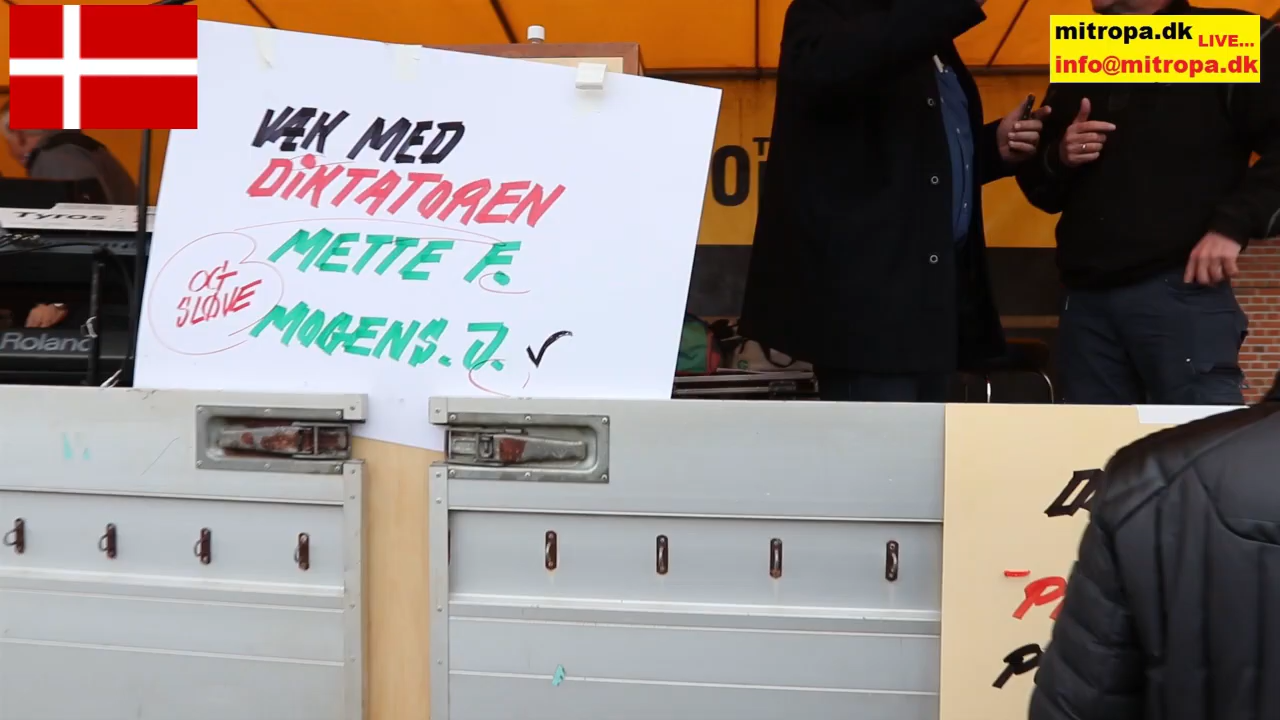 mitropa.dk LIVE...
info@mitropa.dk
VÆK MED
DiKTATOREN
METTE F.
OG
SLØVE
MOGENS. J.
Tyros
Roland